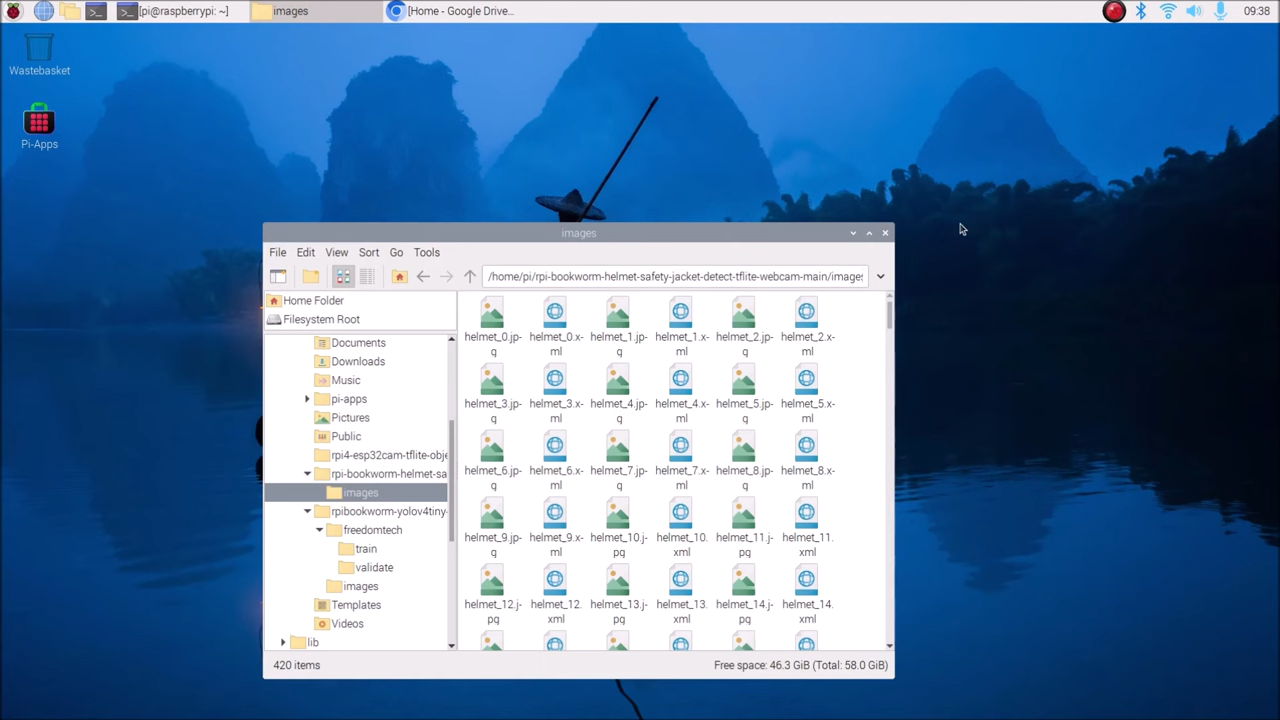 [pi@raspberrypi: ~]
images
[Home - Google Drive...
09:38
Wastebasket
Pi-Apps
images
File Edit View Sort Go Tools
/home/pi/rpi-bookworm-helmet-safety-jacket-detect-tflite-webcam-main/images
Home Folder
Filesystem Root
Documents
Downloads
Music
pi-apps
Pictures
Public
rpi4-esp32cam-tflite-obje
rpi-bookworm-helmet-sa
images
rpibookworm-yolov4tiny-
freedomtech
train
validate
images
Templates
Videos
lib
helmet_0.jp- helmet_0.x- helmet_1.jp- helmet_1.x- helmet_2.jp- helmet_2.x-
g ml g ml g ml
helmet_3.jp- helmet_3.x- helmet_4.jp- helmet_4.x- helmet_5.jp- helmet_5.x-
g ml g ml g ml
helmet_6.jp- helmet_6.x- helmet_7.jp- helmet_7.x- helmet_8.jp- helmet_8.x-
g ml g ml g ml
helmet_9.jp- helmet_9.x- helmet_10.j- helmet_10. helmet_11.j- helmet_11.
g ml pg xml pg xml
helmet_12.j- helmet_12. helmet_13.j- helmet_13. helmet_14.j- helmet_14.
pg xml pg xml pg xml
420 items
Free space: 46.3 GiB (Total: 58.0 GiB)